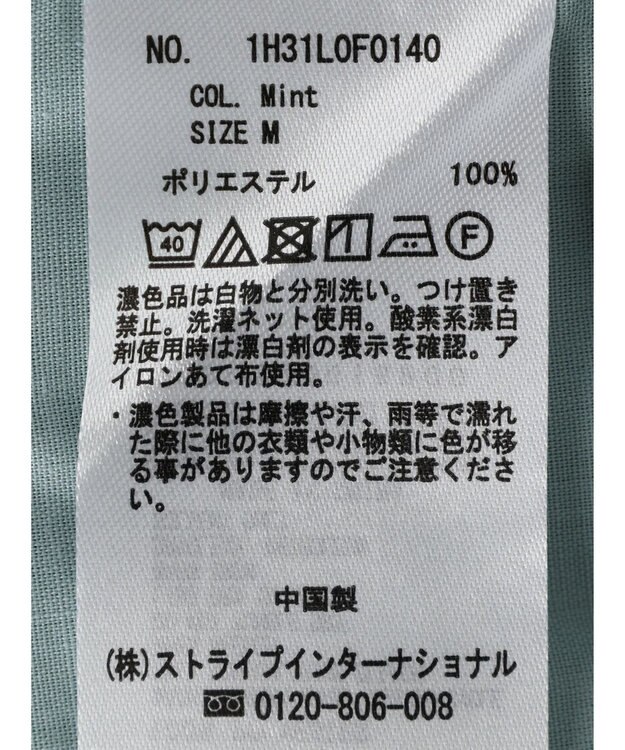 NO. 1H31L0F0140
COL. Mint
SIZE M
ポリエステル 100%
40 F
濃色品は白物と分別洗い。つけ置き
禁止。洗濯ネット使用。酸素系漂白
剤使用時は漂白剤の表示を確認。ア
イロンあて布使用。
・濃色製品は摩擦や汗、雨等で濡れ
た際に他の衣類や小物類に色が移
る事がありますのでご注意くださ
い。
中国製
(株)ストライプインターナショナル
0120-806-008